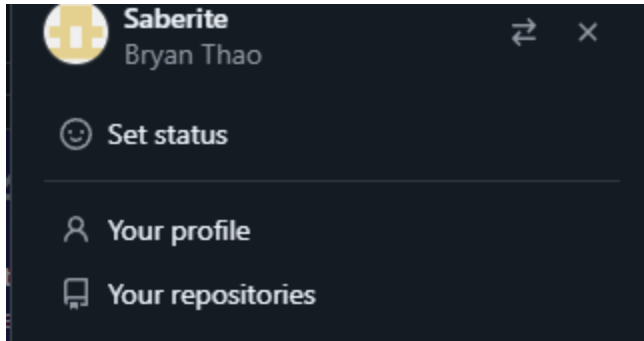 Saberite
Bryan Thao
Set status
Your profile
Your repositories